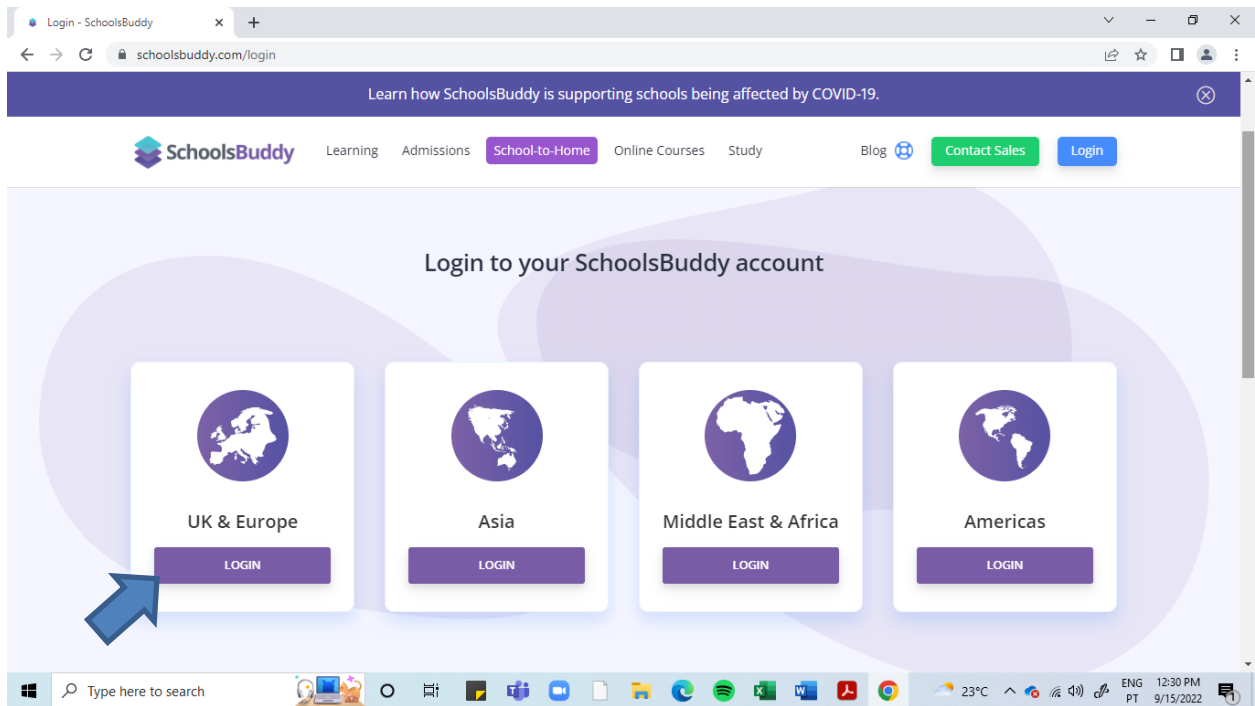 Login - SchoolsBuddy
schoolsbuddy.com/login
Learn how SchoolsBuddy is supporting schools being affected by COVID-19.
SchoolsBuddy Learning Admissions School-to-Home Online Courses Study Blog Contact Sales Login
Login to your SchoolsBuddy account
UK & Europe Asia Middle East & Africa Americas
LOGIN LOGIN LOGIN LOGIN
Type here to search 23°C ENG 12:30 PM
PT 9/15/2022 1